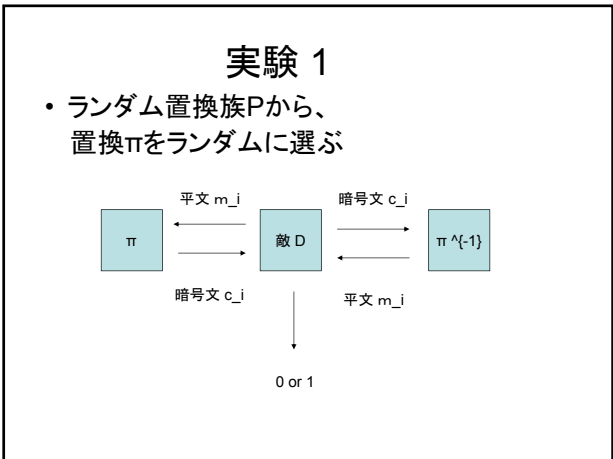 実験 1
• ランダム置換族Pから、
置換πをランダムに選ぶ
平文 m_i
暗号文 c_i
π
敵 D
π ^{-1}
暗号文 c_i
平文 m_i
0 or 1